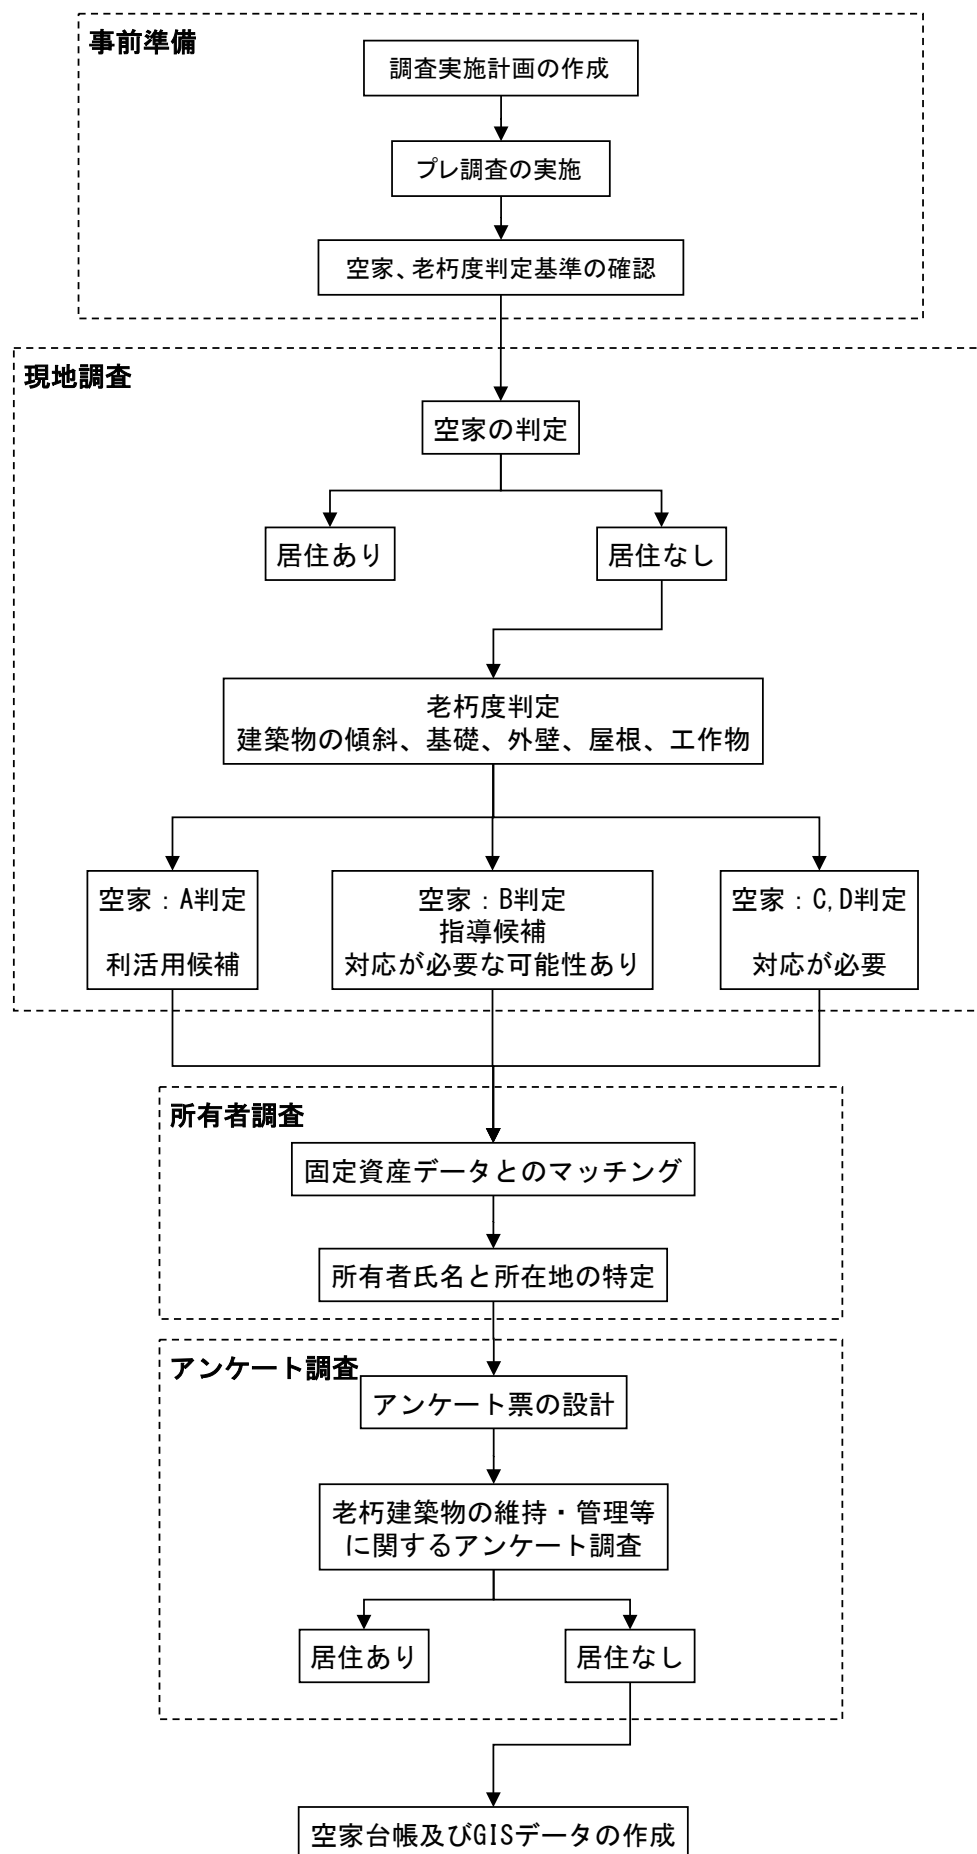 事前準備
調査実施計画の作成
プレ調査の実施
空家、老朽度判定基準の確認
現地調査
空家の判定
居住あり
居住なし
老朽度判定
建築物の傾斜、基礎、外壁、屋根、工作物
空家：A判定
利活用候補
空家：B判定
指導候補
対応が必要な可能性あり
空家：C,D判定
対応が必要
所有者調査
固定資産データとのマッチング
所有者氏名と所在地の特定
アンケート調査
アンケート票の設計
老朽建築物の維持・管理等
に関するアンケート調査
居住あり
居住なし
空家台帳及びGISデータの作成